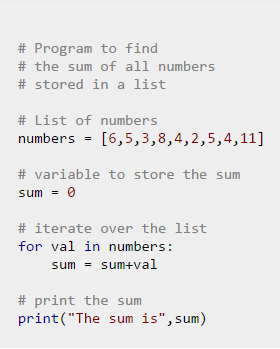 # Program to find
# the sum of all numbers
# stored in a list
# List of numbers
numbers = [6,5,3,8,4,2,5,4,11]
# variable to store the sum
sum = 0
# iterate over the list
for val in numbers:
    sum = sum+val
# print the sum
print("The sum is",sum)